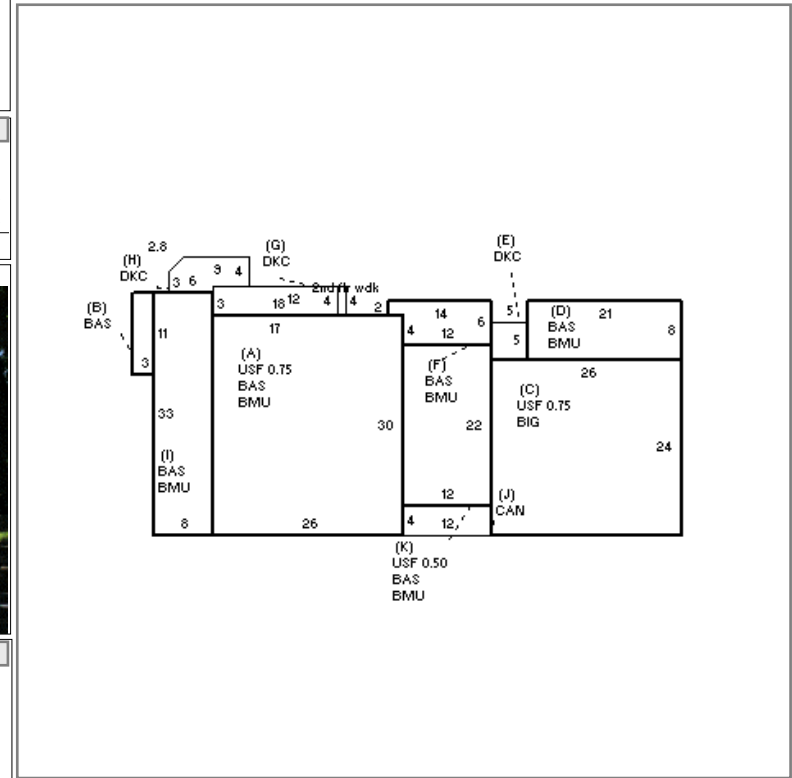 (E)
DKC
2.8
(G)
DKC
(H)
DKC
9
4
3
6
2nd flr wdk
(B)
BAS
3
18
12
4
4
2
14
5
(D)
BAS
BMU
21
11
17
4
12
6
5
8
3
(A)
USF 0.75
BAS
BMU
(F)
BAS
BMU
26
(C)
USF 0.75
BIG
33
30
22
24
(I)
BAS
BMU
12
(J)
CAN
8
26
4
12
(K)
USF 0.50
BAS
BMU